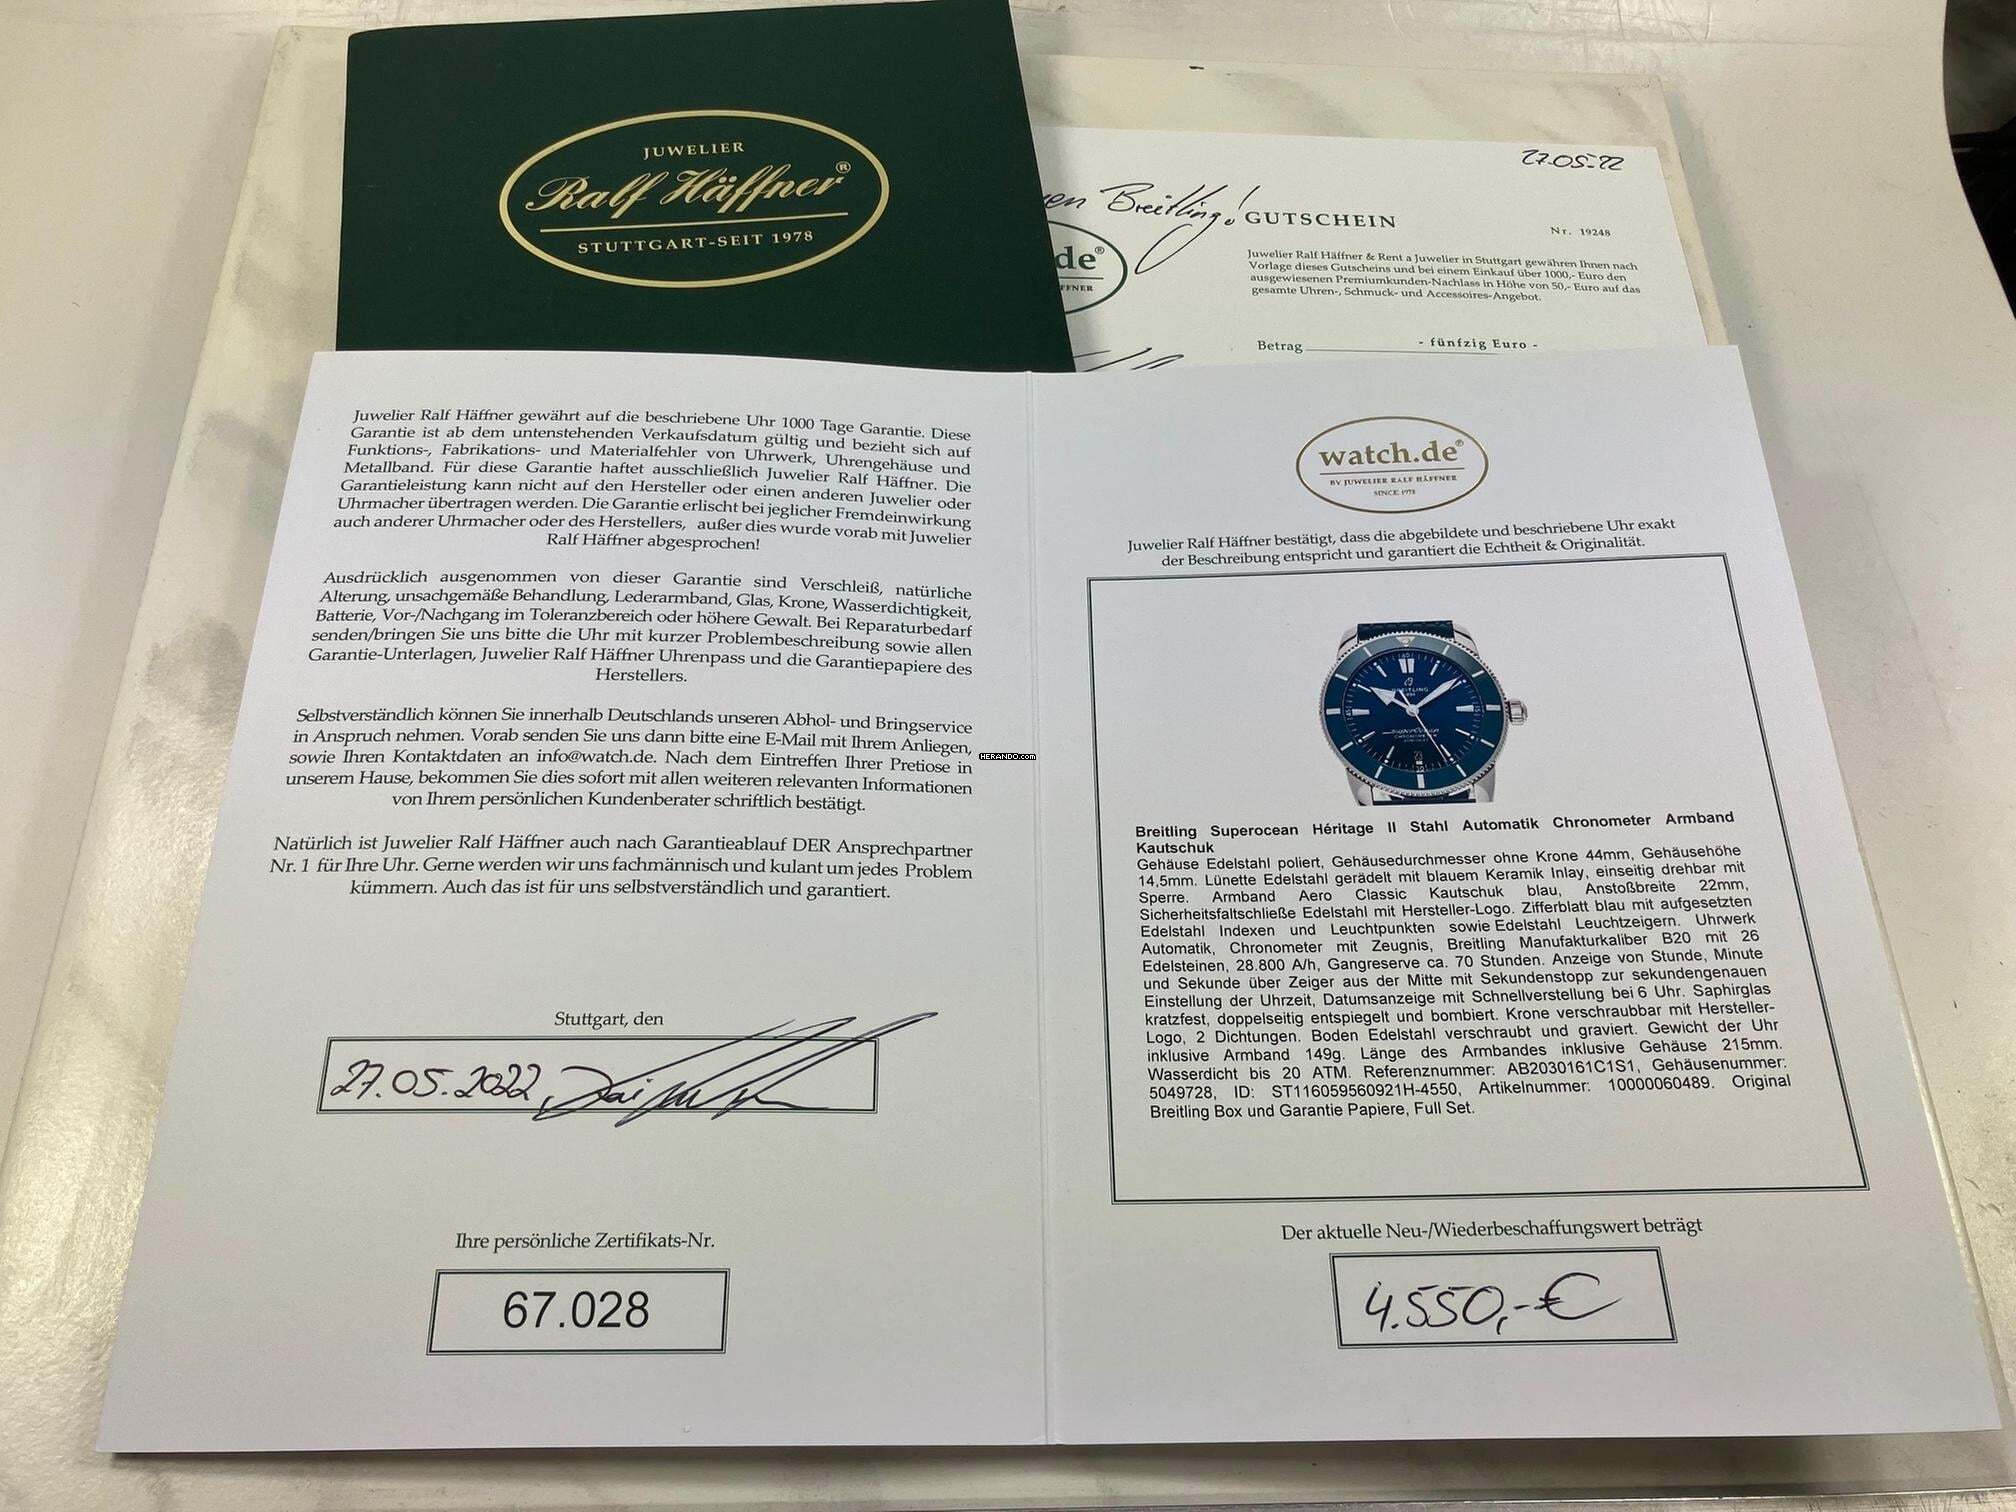 JUWELIER
Ralf Häffner®
STUTTGART-SEIT 1978
27.05.22
Breitling!
GUTSCHEIN
Nr. 19248
de®
FFNER
Juwelier Ralf Häffner & Rent a Juwelier in Stuttgart gewähren Ihnen nach
Vorlage dieses Gutscheins und bei einem Einkauf über 1000,- Euro den
ausgewiesenen Premiumkunden-Nachlass in Höhe von 50,- Euro auf das
gesamte Uhren-, Schmuck- und Accessoires-Angebot.
Betrag - fünfzig Euro -
Juwelier Ralf Häffner gewährt auf die beschriebene Uhr 1000 Tage Garantie. Diese
Garantie ist ab dem untenstehenden Verkaufsdatum gültig und bezieht sich auf
Funktions-, Fabrikations- und Materialfehler von Uhrwerk, Uhrengehäuse und
Metallband. Für diese Garantie haftet ausschließlich Juwelier Ralf Häffner. Die
Garantieleistung kann nicht auf den Hersteller oder einen anderen Juwelier oder
Uhrmacher übertragen werden. Die Garantie erlischt bei jeglicher Fremdeinwirkung
auch anderer Uhrmacher oder des Herstellers, außer dies wurde vorab mit Juwelier
Ralf Häffner abgesprochen!
Ausdrücklich ausgenommen von dieser Garantie sind Verschleiß, natürliche
Alterung, unsachgemäße Behandlung, Lederarmband, Glas, Krone, Wasserdichtigkeit,
Batterie, Vor-/Nachgang im Toleranzbereich oder höhere Gewalt. Bei Reparaturbedarf
senden/bringen Sie uns bitte die Uhr mit kurzer Problembeschreibung sowie allen
Garantie-Unterlagen, Juwelier Ralf Häffner Uhrenpass und die Garantiepapiere des
Herstellers.
Selbstverständlich können Sie innerhalb Deutschlands unseren Abhol- und Bringservice
in Anspruch nehmen. Vorab senden Sie uns dann bitte eine E-Mail mit Ihrem Anliegen,
sowie Ihren Kontaktdaten an info@watch.de. Nach dem Eintreffen Ihrer Pretiose in
unserem Hause, bekommen Sie dies sofort mit allen weiteren relevanten Informationen
von Ihrem persönlichen Kundenberater schriftlich bestätigt.
Natürlich ist Juwelier Ralf Häffner auch nach Garantieablauf DER Ansprechpartner
Nr. 1 für Ihre Uhr. Gerne werden wir uns fachmännisch und kulant um jedes Problem
kümmern. Auch das ist für uns selbstverständlich und garantiert.
Stuttgart, den
27.05.2022
Ihre persönliche Zertifikats-Nr.
67.028
HERANDO.com
watch.de®
BY JUWELIER RALF HÄFFNER
SINCE 1978
Juwelier Ralf Häffner bestätigt, dass die abgebildete und beschriebene Uhr exakt
der Beschreibung entspricht und garantiert die Echtheit & Originalität.
BREITLING
Breitling Superocean Héritage II Stahl Automatik Chronometer Armband
Kautschuk
Gehäuse Edelstahl poliert, Gehäusedurchmesser ohne Krone 44mm, Gehäusehöhe
14,5mm. Lünette Edelstahl gerädelt mit blauem Keramik Inlay, einseitig drehbar mit
Sperre. Armband Aero Classic Kautschuk blau, Anstoßbreite 22mm,
Sicherheitsfaltschließe Edelstahl mit Hersteller-Logo. Zifferblatt blau mit aufgesetzten
Edelstahl Indexen und Leuchtpunkten sowie Edelstahl Leuchtzeigern. Uhrwerk
Automatik, Chronometer mit Zeugnis, Breitling Manufakturkaliber B20 mit 26
Edelsteinen, 28.800 A/h, Gangreserve ca. 70 Stunden. Anzeige von Stunde, Minute
und Sekunde über Zeiger aus der Mitte mit Sekundenstopp zur sekundengenauen
Einstellung der Uhrzeit, Datumsanzeige mit Schnellverstellung bei 6 Uhr. Saphirglas
kratzfest, doppelseitig entspiegelt und bombiert. Krone verschraubbar mit Hersteller-
Logo, 2 Dichtungen. Boden Edelstahl verschraubt und graviert. Gewicht der Uhr
inklusive Armband 149g. Länge des Armbandes inklusive Gehäuse 215mm.
Wasserdicht bis 20 ATM. Referenznummer: AB2030161C1S1, Gehäusenummer:
5049728, ID: ST116059560921H-4550, Artikelnummer: 10000060489. Original
Breitling Box und Garantie Papiere, Full Set.
Der aktuelle Neu-/Wiederbeschaffungswert beträgt
4.550,-€